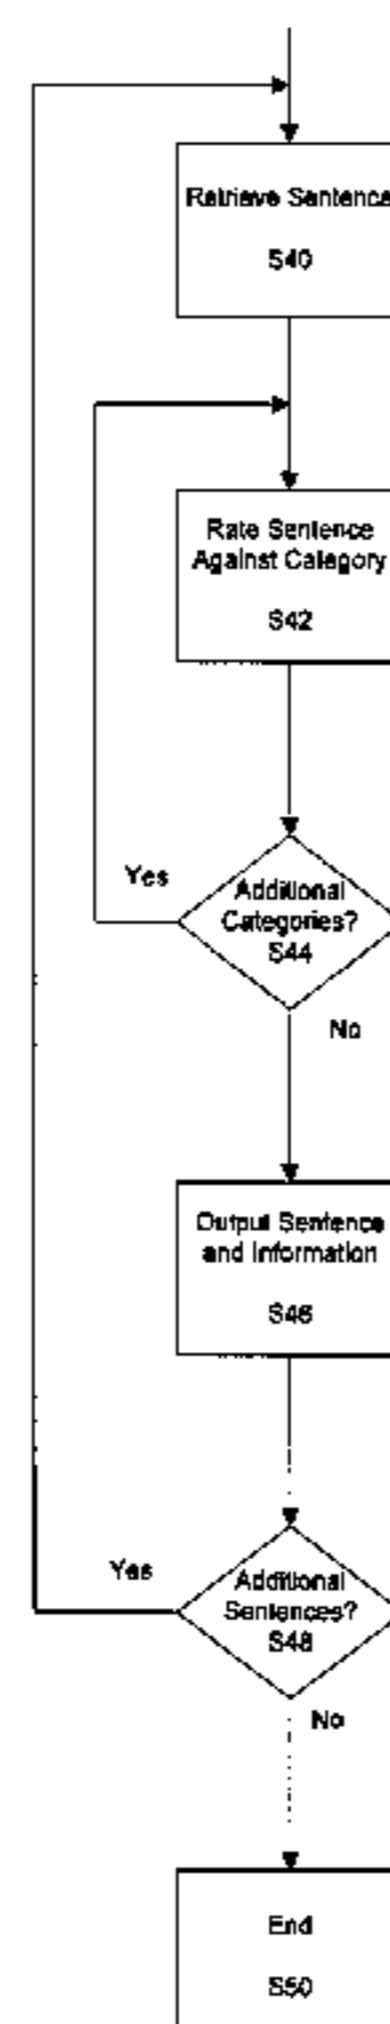 Retrieve Sentence
S40
Rate Sentence
Against Category
S42
Yes
Additional
Categories?
S44
No
Output Sentence
and Information
S46
Yes
Additional
Sentences?
S48
No
End
S50